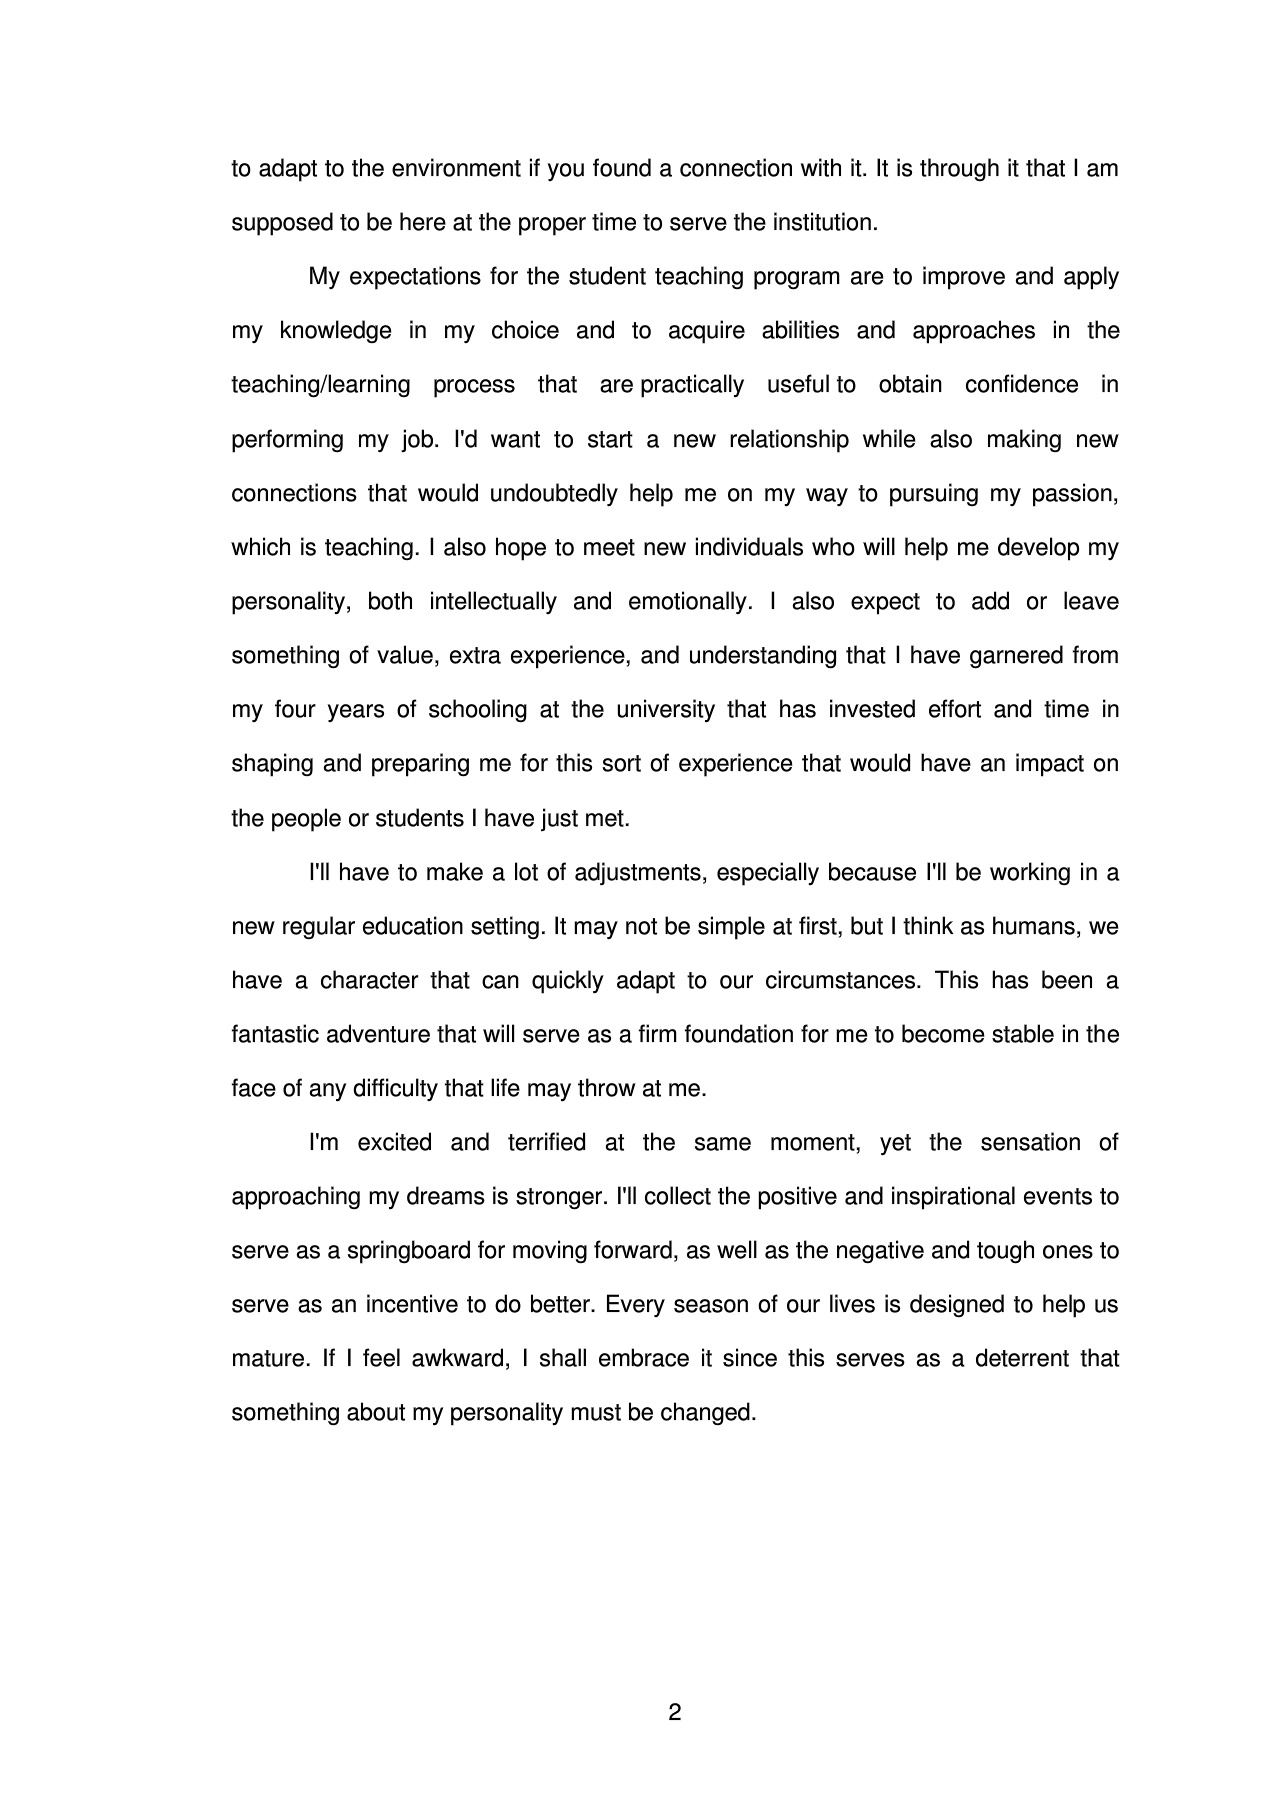 to adapt to the environment if you found a connection with it. It is through it that I am
supposed to be here at the proper time to serve the institution.
My expectations for the student teaching program are to improve and apply
my knowledge in my choice and to acquire abilities and approaches in the
teaching/learning process that are practically useful to obtain confidence in
performing my job. I'd want to start a new relationship while also making new
connections that would undoubtedly help me on my way to pursuing my passion,
which is teaching. I also hope to meet new individuals who will help me develop my
personality, both intellectually and emotionally. I also expect to add or leave
something of value, extra experience, and understanding that I have garnered from
my four years of schooling at the university that has invested effort and time in
shaping and preparing me for this sort of experience that would have an impact on
the people or students I have just met.
I'll have to make a lot of adjustments, especially because I'll be working in a
new regular education setting. It may not be simple at first, but I think as humans, we
have a character that can quickly adapt to our circumstances. This has been a
fantastic adventure that will serve as a firm foundation for me to become stable in the
face of any difficulty that life may throw at me.
I'm excited and terrified at the same moment, yet the sensation of
approaching my dreams is stronger. I'll collect the positive and inspirational events to
serve as a springboard for moving forward, as well as the negative and tough ones to
serve as an incentive to do better. Every season of our lives is designed to help us
mature. If I feel awkward, I shall embrace it since this serves as a deterrent that
something about my personality must be changed.
2